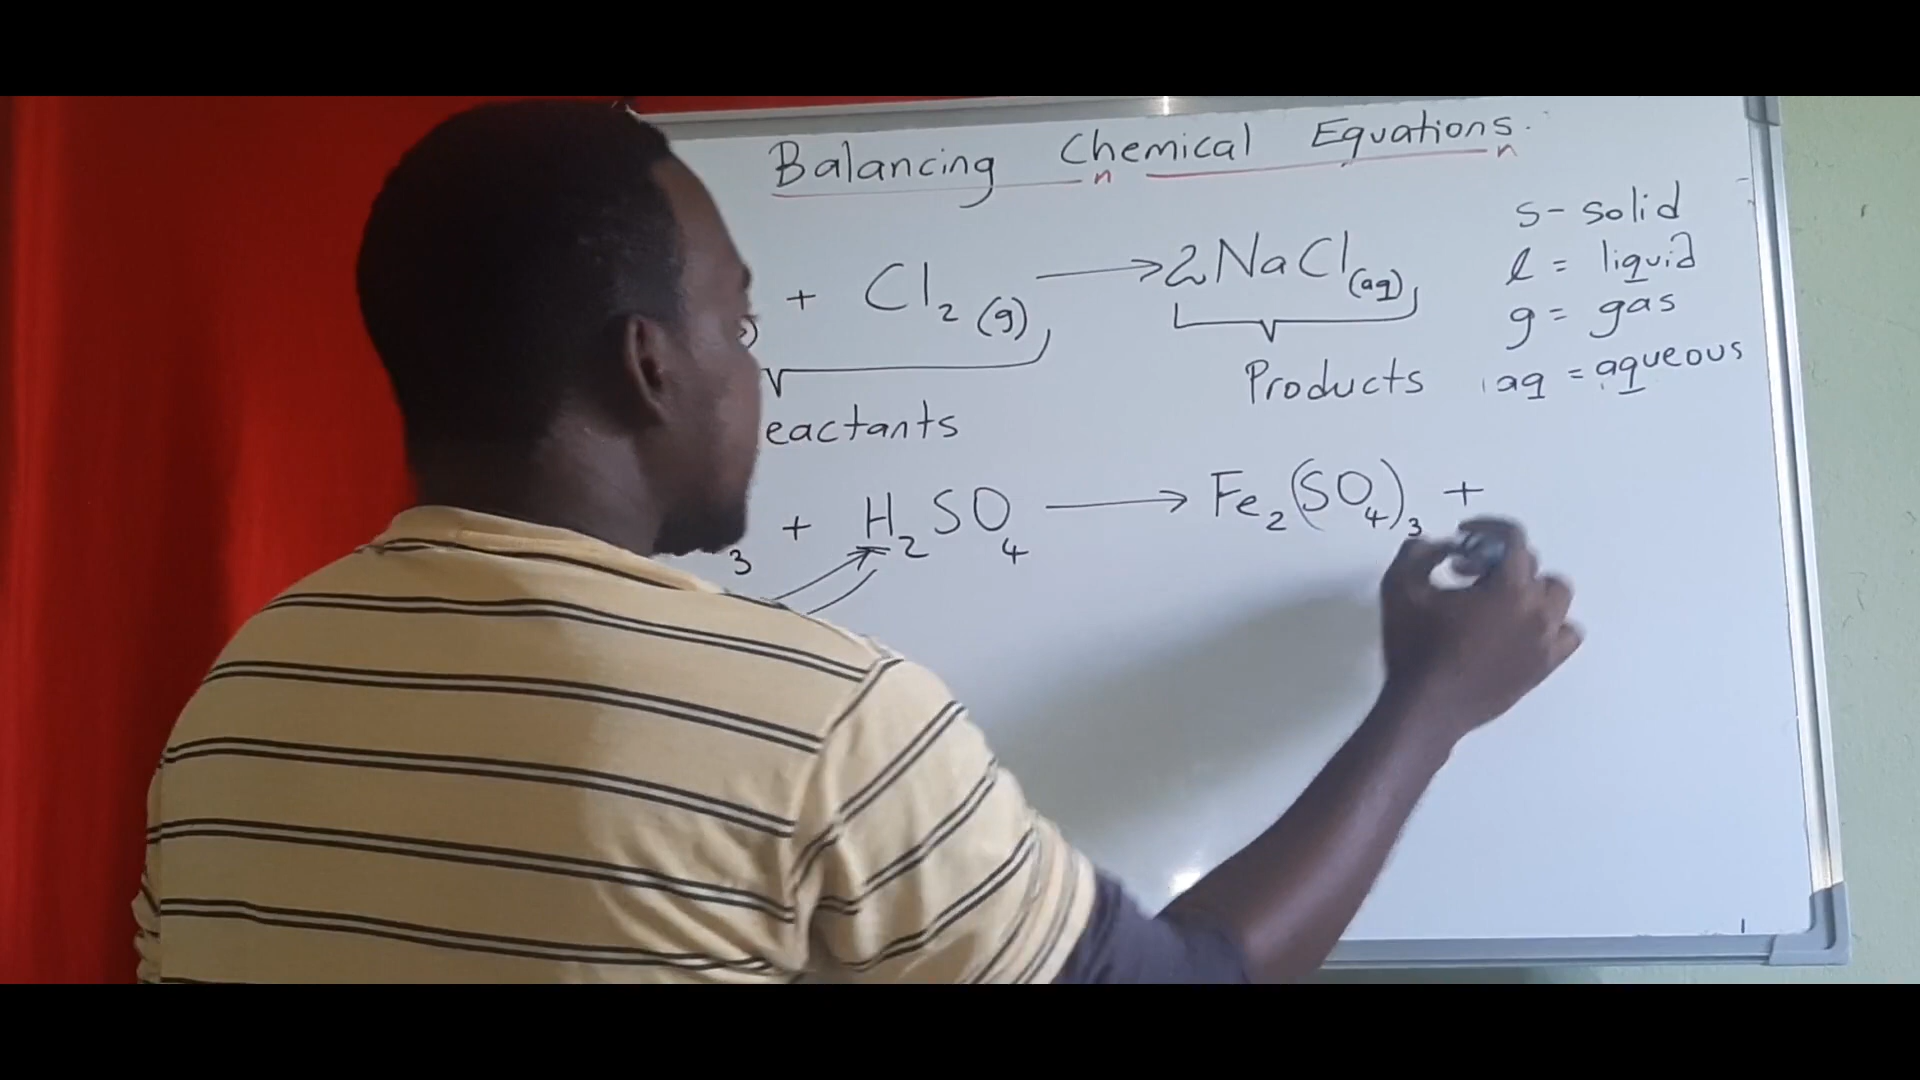 Balancing Chemical Equations.
+ Cl₂ (g) → 2NaCl(aq)
eactants
Products
s - solid
l = liquid
g = gas
aq = aqueous
3 + H₂SO₄ → Fe₂(SO₄)₃ +